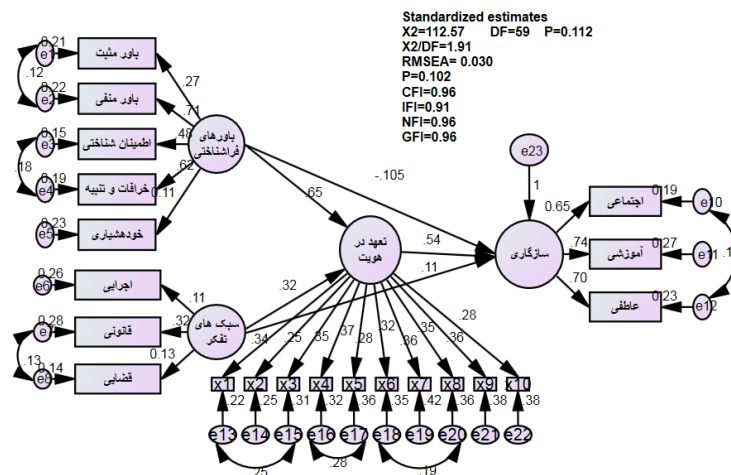 Standardized estimates
X2=112.57 DF=59 P=0.112
X2/DF=1.91
RMSEA= 0.030
P=0.102
CFI=0.96
IFI=0.91
NFI=0.96
GFI=0.96
0.21
e1
باور مثبت
.12
.27
0.22
e2
باور منفی
.71
0.15
e3
اطمینان شناختی
.48
باورهای
فراشناختی
.18
0.19
e4
خرافات و تنبیه
.62
0.11
0.23
e5
خودهشیاری
-.105
.65
e23
1
0.65
اجتماعی
0.19
e10
تعهد در
هویت
.54
سازگاری
.74
آموزشی
0.27
e11
.11
.70
عاطفی
0.23
e12
0.26
e6
اجرایی
.11
.32
0.28
قانونی
.32
سبک های
تفکر
.13
0.14
e8
قضایی
0.13
.34
.25
.35
.37
.28
.32
.36
.35
.36
.28
x1
x2
x3
x4
x5
x6
x7
x8
x9
x10
.22
.25
.31
.32
.36
.35
.42
.36
.38
.38
e13
e14
e15
e16
e17
e18
e19
e20
e21
e22
.25
.28
.19